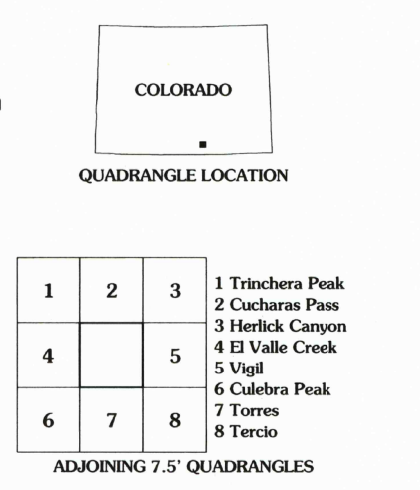 COLORADO
QUADRANGLE LOCATION
1 2 3
4 5
6 7 8
1 Trinchera Peak
2 Cucharas Pass
3 Herlick Canyon
4 El Valle Creek
5 Vigil
6 Culebra Peak
7 Torres
8 Tercio
ADJOINING 7.5' QUADRANGLES